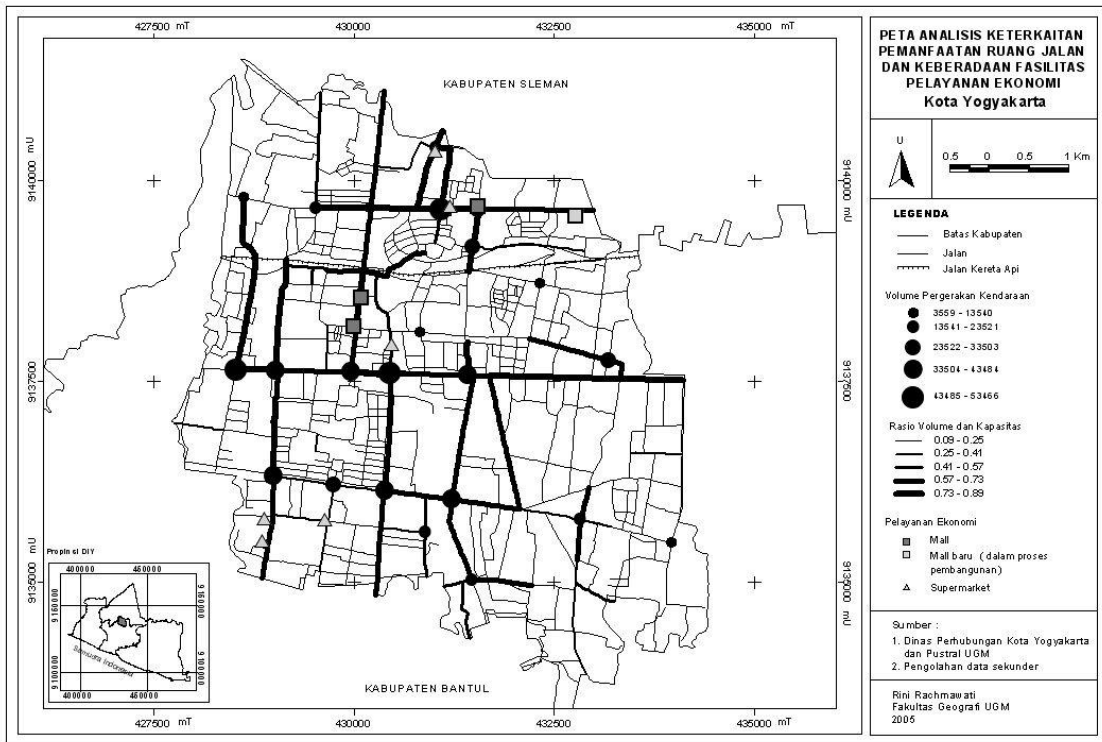 427500 mT
430000
432500
435000
KABUPATEN SLEMAN
9140000 mU
9140000 mU
9137500
9137500
9135000 mU
9135000 mU
KABUPATEN BANTUL
427500 mT
430000
432500
435000 mT
Propinsi DIY
400000
450000
9160000
9160000
Samudra Indonesia
9100000
9100000
400000
450000
PETA ANALISIS KETERKAITAN
PEMANFAATAN RUANG JALAN
DAN KEBERADAAN FASILITAS
PELAYANAN EKONOMI
Kota Yogyakarta
U
0.5 0 0.5 1 Km
LEGENDA
Batas Kabupaten
Jalan
Jalan Kereta Api
Volume Pergerakan Kendaraan
3559 - 13540
13541 - 23521
23522 - 33503
33504 - 43484
43485 - 53466
Rasio Volume dan Kapasitas
0.09 - 0.25
0.25 - 0.41
0.41 - 0.57
0.57 - 0.73
0.73 - 0.89
Pelayanan Ekonomi
Mall
Mall baru (dalam proses
pembangunan)
Supermarket
Sumber :
1. Dinas Perhubungan Kota Yogyakarta
dan Pustral UGM
2. Pengolahan data sekunder
Rini Rachmawati
Fakultas Geografi UGM
2005